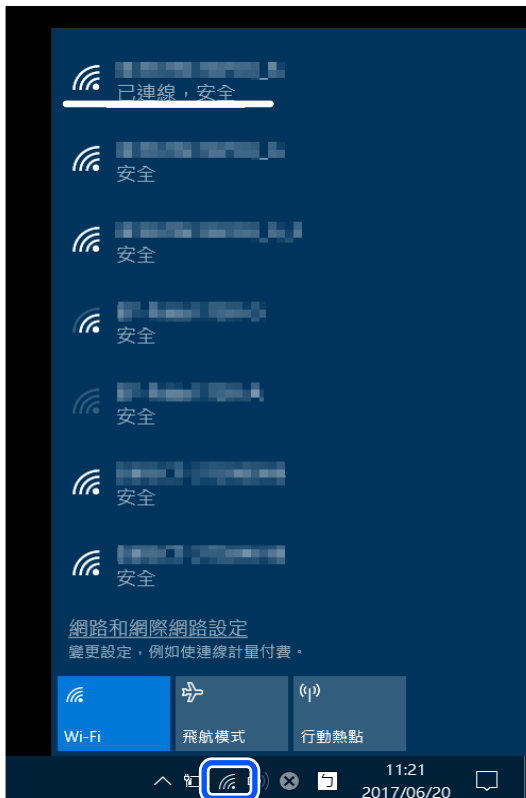 已連線，安全
安全
安全
安全
安全
安全
安全
網路和網際網路設定
變更設定，例如使連線計量付費。
Wi-Fi
飛航模式
行動熱點
ㄅ
11:21
2017/06/20